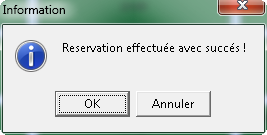 Information
Reservation effectuée avec succés !
OK
Annuler